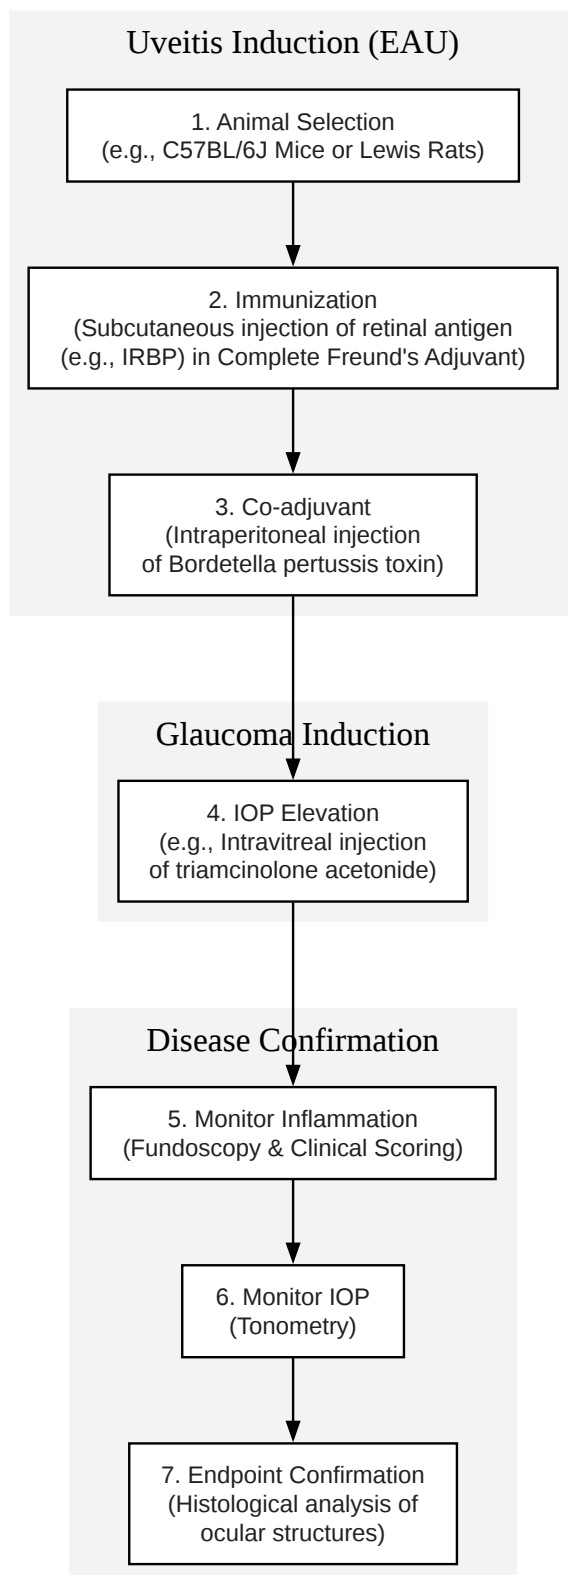 Uveitis Induction (EAU)
1. Animal Selection
(e.g., C57BL/6J Mice or Lewis Rats)
2. Immunization
(Subcutaneous injection of retinal antigen
(e.g., IRBP) in Complete Freund's Adjuvant)
3. Co-adjuvant
(Intraperitoneal injection
of Bordetella pertussis toxin)
Glaucoma Induction
4. IOP Elevation
(e.g., Intravitreal injection
of triamcinolone acetonide)
Disease Confirmation
5. Monitor Inflammation
(Fundoscopy & Clinical Scoring)
6. Monitor IOP
(Tonometry)
7. Endpoint Confirmation
(Histological analysis of
ocular structures)